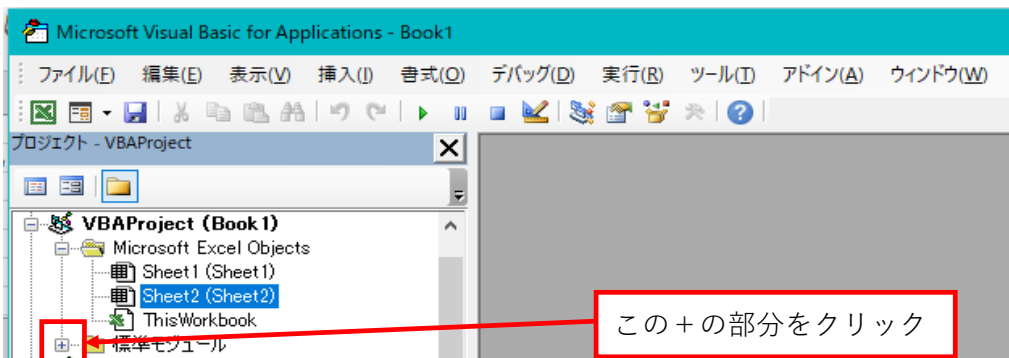 Microsoft Visual Basic for Applications - Book1
ファイル(F) 編集(E) 表示(V) 挿入(I) 書式(O) デバッグ(D) 実行(R) ツール(T) アドイン(A) ウィンドウ(W)
プロジェクト - VBAProject
VBAProject (Book1)
Microsoft Excel Objects
Sheet1 (Sheet1)
Sheet2 (Sheet2)
ThisWorkbook
標準モジュール
この+の部分をクリック